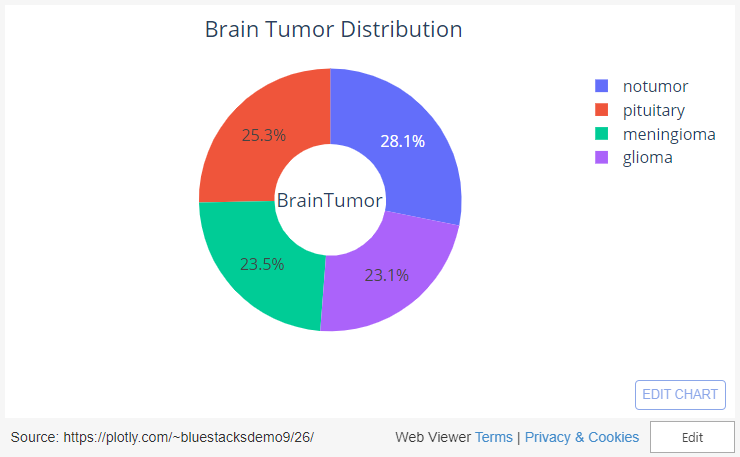 Brain Tumor Distribution
notumor
pituitary
meningioma
glioma
25.3%
28.1%
BrainTumor
23.5%
23.1%
EDIT CHART
Source: https://plotly.com/~bluestacksdemo9/26/
Web Viewer Terms | Privacy & Cookies
Edit